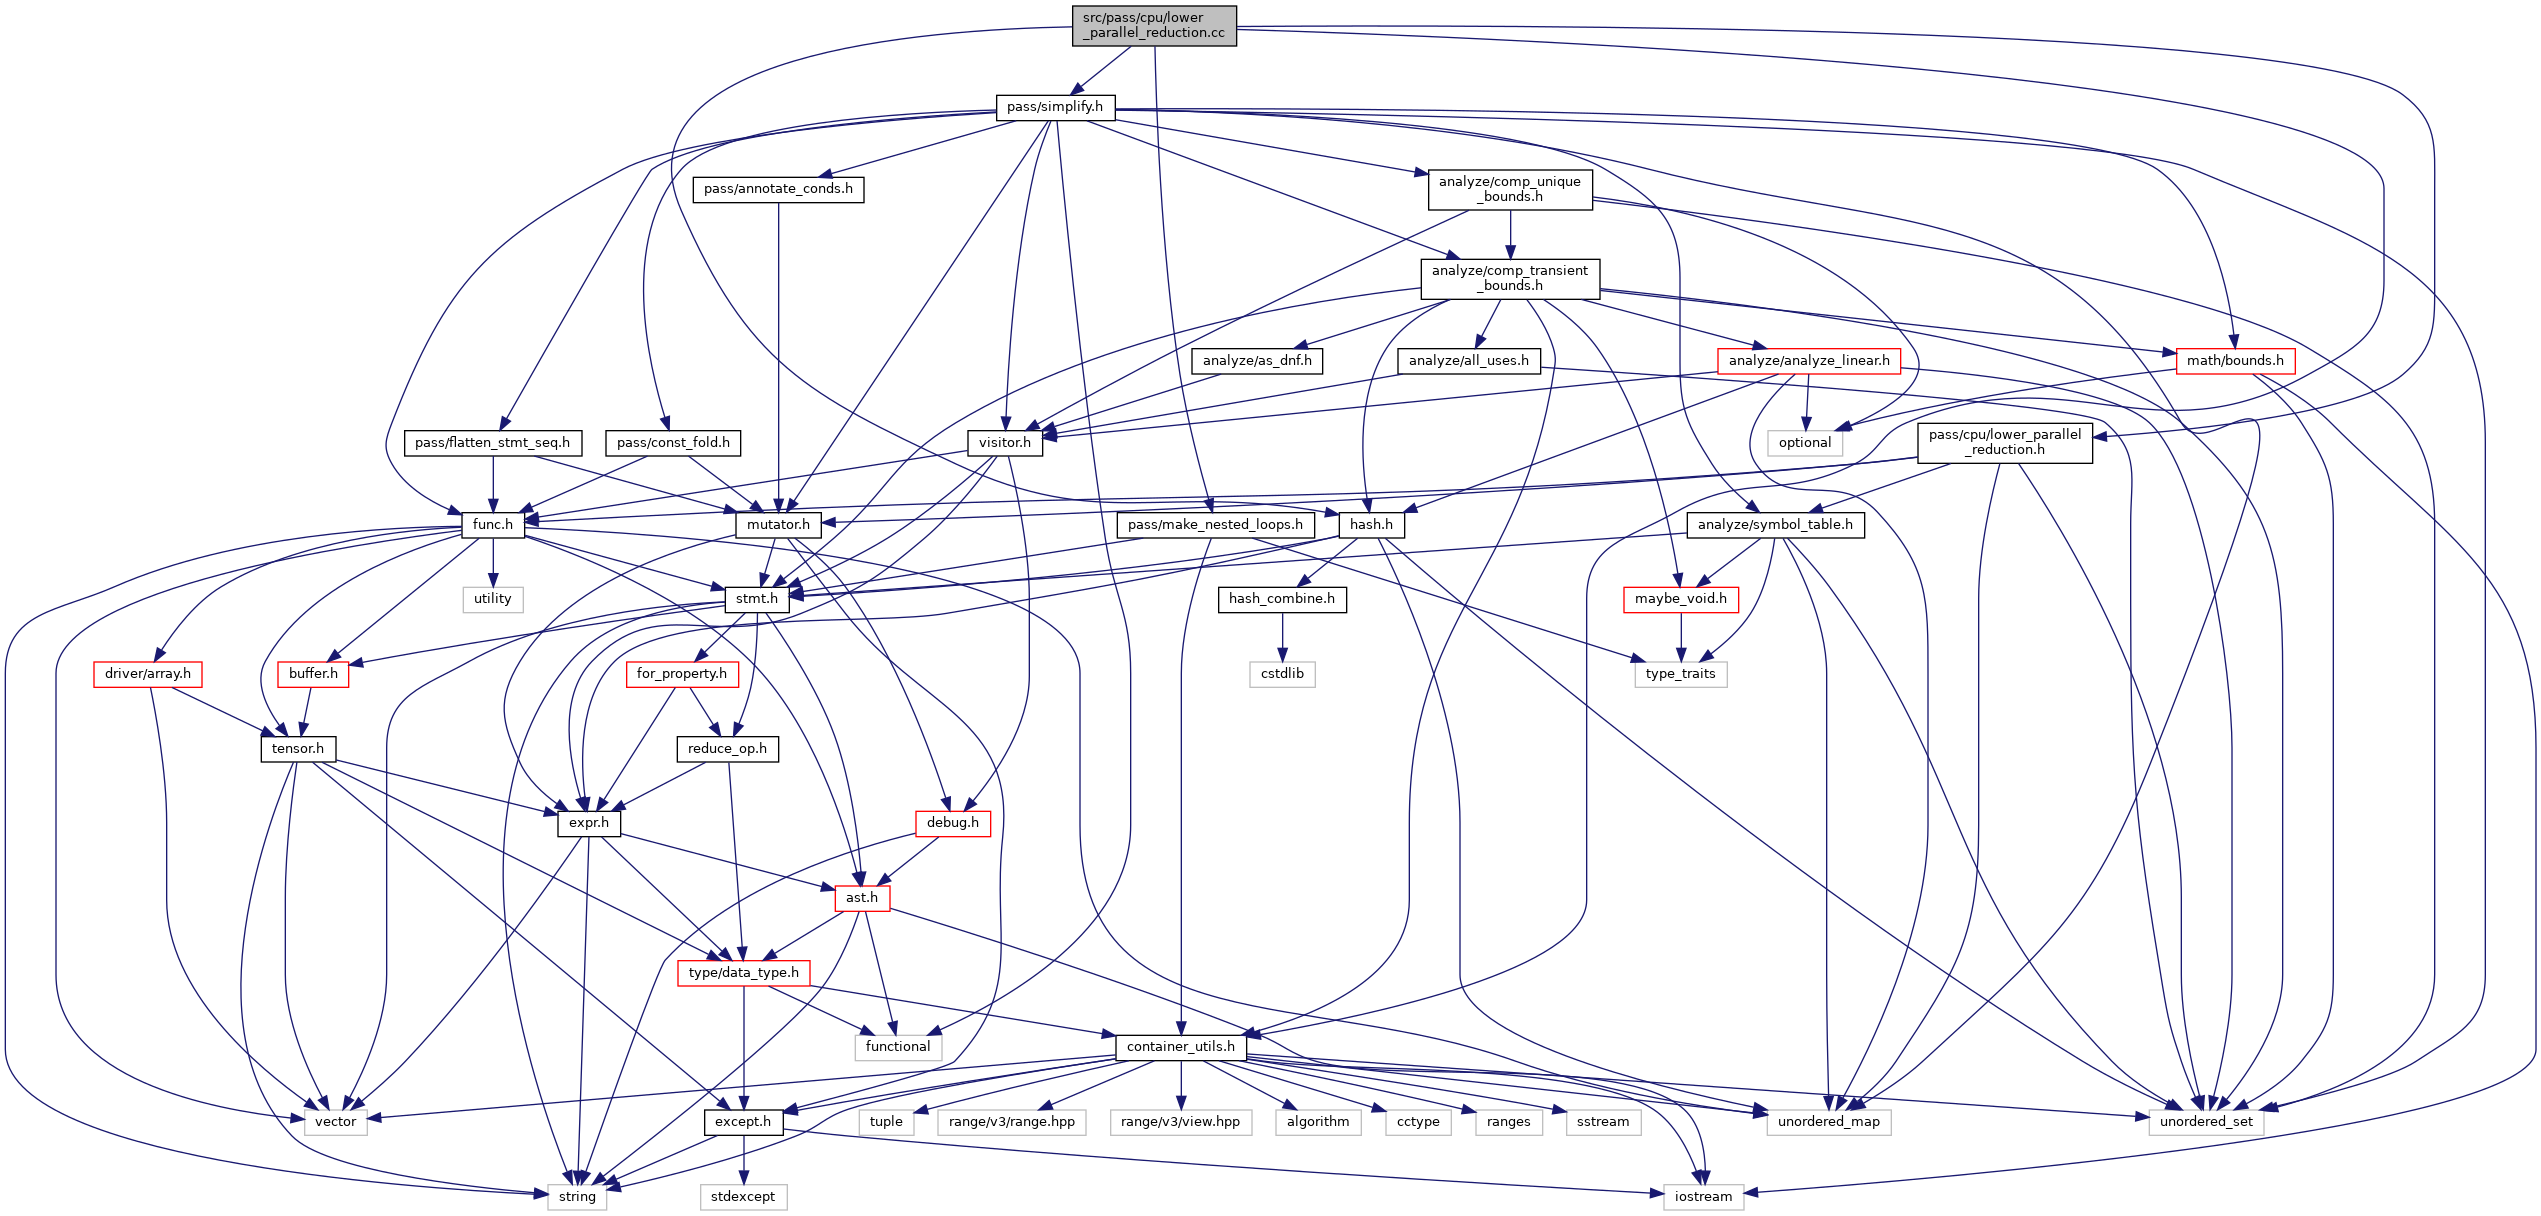 src/pass/cpu/lower
_parallel_reduction.cc
pass/simplify.h
pass/annotate_conds.h
analyze/comp_unique
_bounds.h
analyze/comp_transient
_bounds.h
analyze/as_dnf.h
analyze/all_uses.h
analyze/analyze_linear.h
math/bounds.h
pass/flatten_stmt_seq.h
pass/const_fold.h
visitor.h
optional
pass/cpu/lower_parallel
_reduction.h
func.h
mutator.h
pass/make_nested_loops.h
hash.h
analyze/symbol_table.h
utility
stmt.h
hash_combine.h
maybe_void.h
driver/array.h
buffer.h
for_property.h
cstdlib
type_traits
tensor.h
reduce_op.h
expr.h
debug.h
ast.h
type/data_type.h
functional
container_utils.h
vector
except.h
tuple
range/v3/range.hpp
range/v3/view.hpp
algorithm
cctype
ranges
sstream
unordered_map
unordered_set
string
stdexcept
iostream